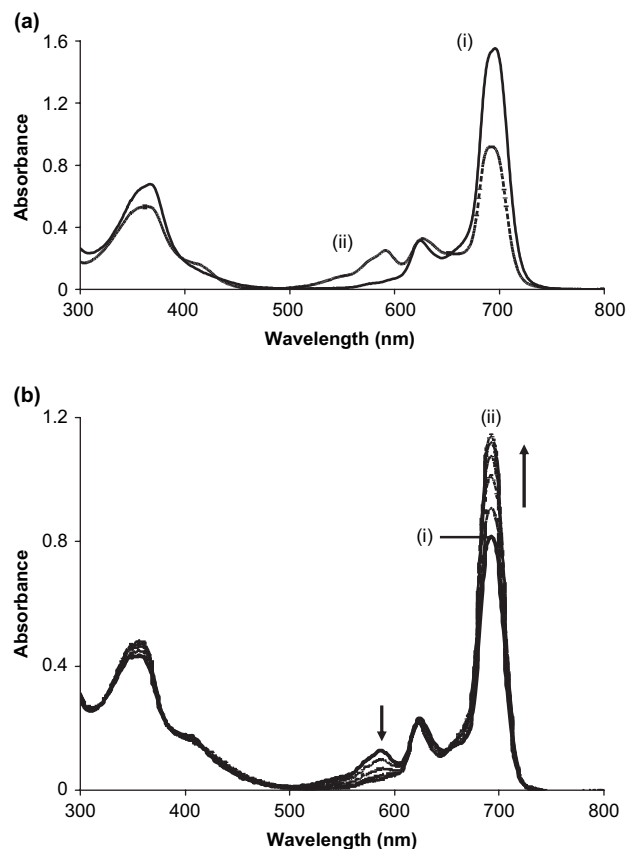 (a)
1.6
(i)
1.2
Absorbance
0.8
0.4
(ii)
0
300 400 500 600 700 800
Wavelength (nm)
(b)
1.2
(ii)
0.8
(i)
Absorbance
0.4
0
300 400 500 600 700 800
Wavelength (nm)